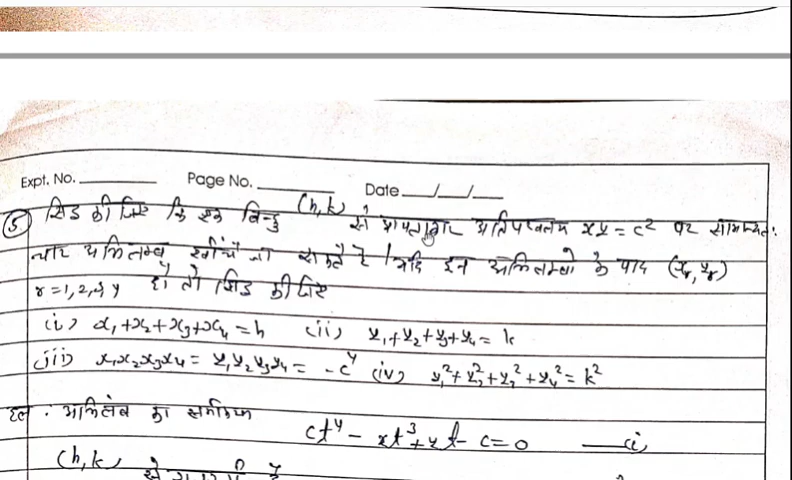 Expt. No. Page No. Date
(5) सिद्ध कीजिए कि एक बिन्दु (h,k) से आयताकार अतिपरवलय xy = c² पर सामान्यतः
चार अभिलम्ब खींचे जा सकते है। यदि इन अभिलम्बो के पाद (xᵣ, yᵣ)
r = 1, 2, 3, 4 हो तो सिद्ध कीजिए
(i) x₁+x₂+x₃+x₄ = h (ii) y₁+y₂+y₃+y₄ = k
(iii) x₁x₂x₃x₄ = y₁y₂y₃y₄ = -c⁴ (iv) y₁²+y₂²+y₃²+y₄² = k²
हल : अभिलंब का समीकरण
ct⁴ - xt³ + yt - c = 0 —(i)
(h,k) से